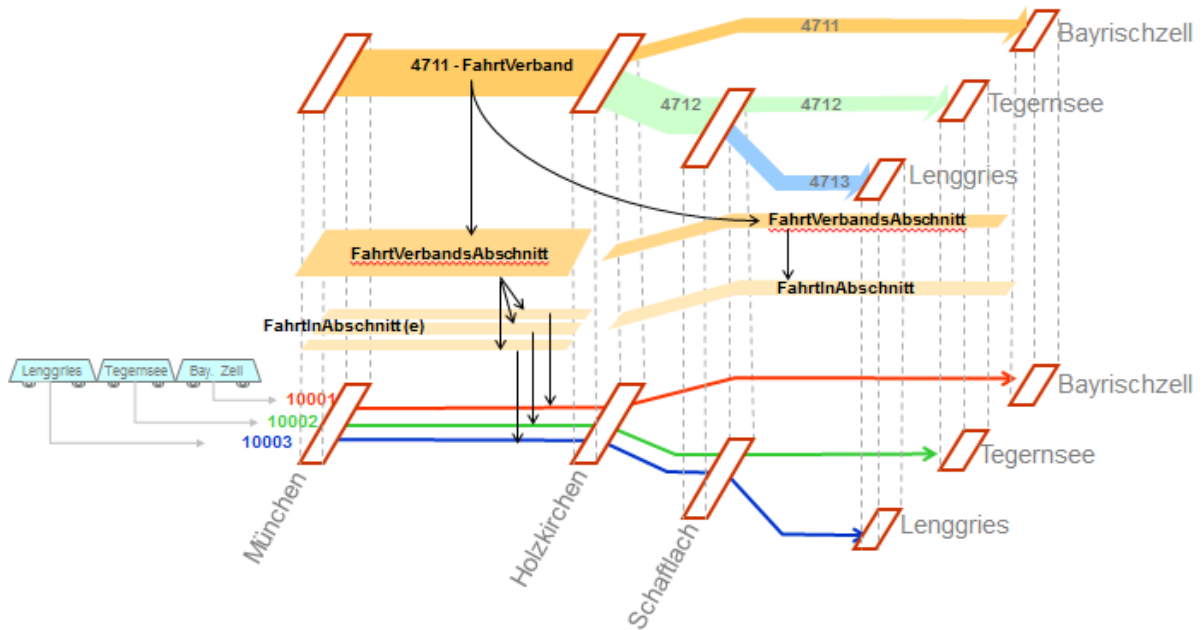 4711
Bayrischzell
4711 - FahrtVerband
4712
4712
Tegernsee
4713
Lenggries
FahrtVerbandsAbschnitt
FahrtVerbandsAbschnitt
FahrtInAbschnitt
FahrtInAbschnitt (e)
Lenggries
Tegernsee
Bay. Zell
10001
10002
10003
Bayrischzell
Tegernsee
Lenggries
München
Holzkirchen
Schaftlach